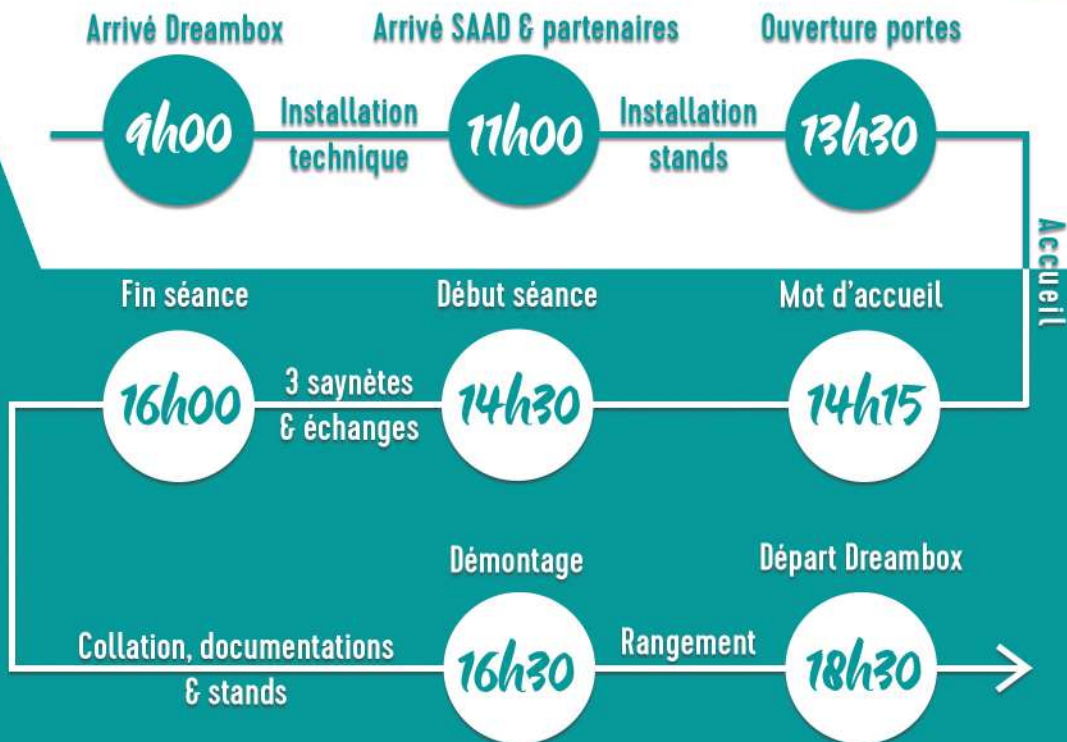 Arrivé Dreambox
9h00
Installation
technique
Arrivé SAAD & partenaires
11h00
Installation
stands
Ouverture portes
13h30
Accueil
Mot d'accueil
14h15
Début séance
14h30
3 saynètes
& échanges
Fin séance
16h00
Collation, documentations
& stands
Démontage
16h30
Rangement
Départ Dreambox
18h30